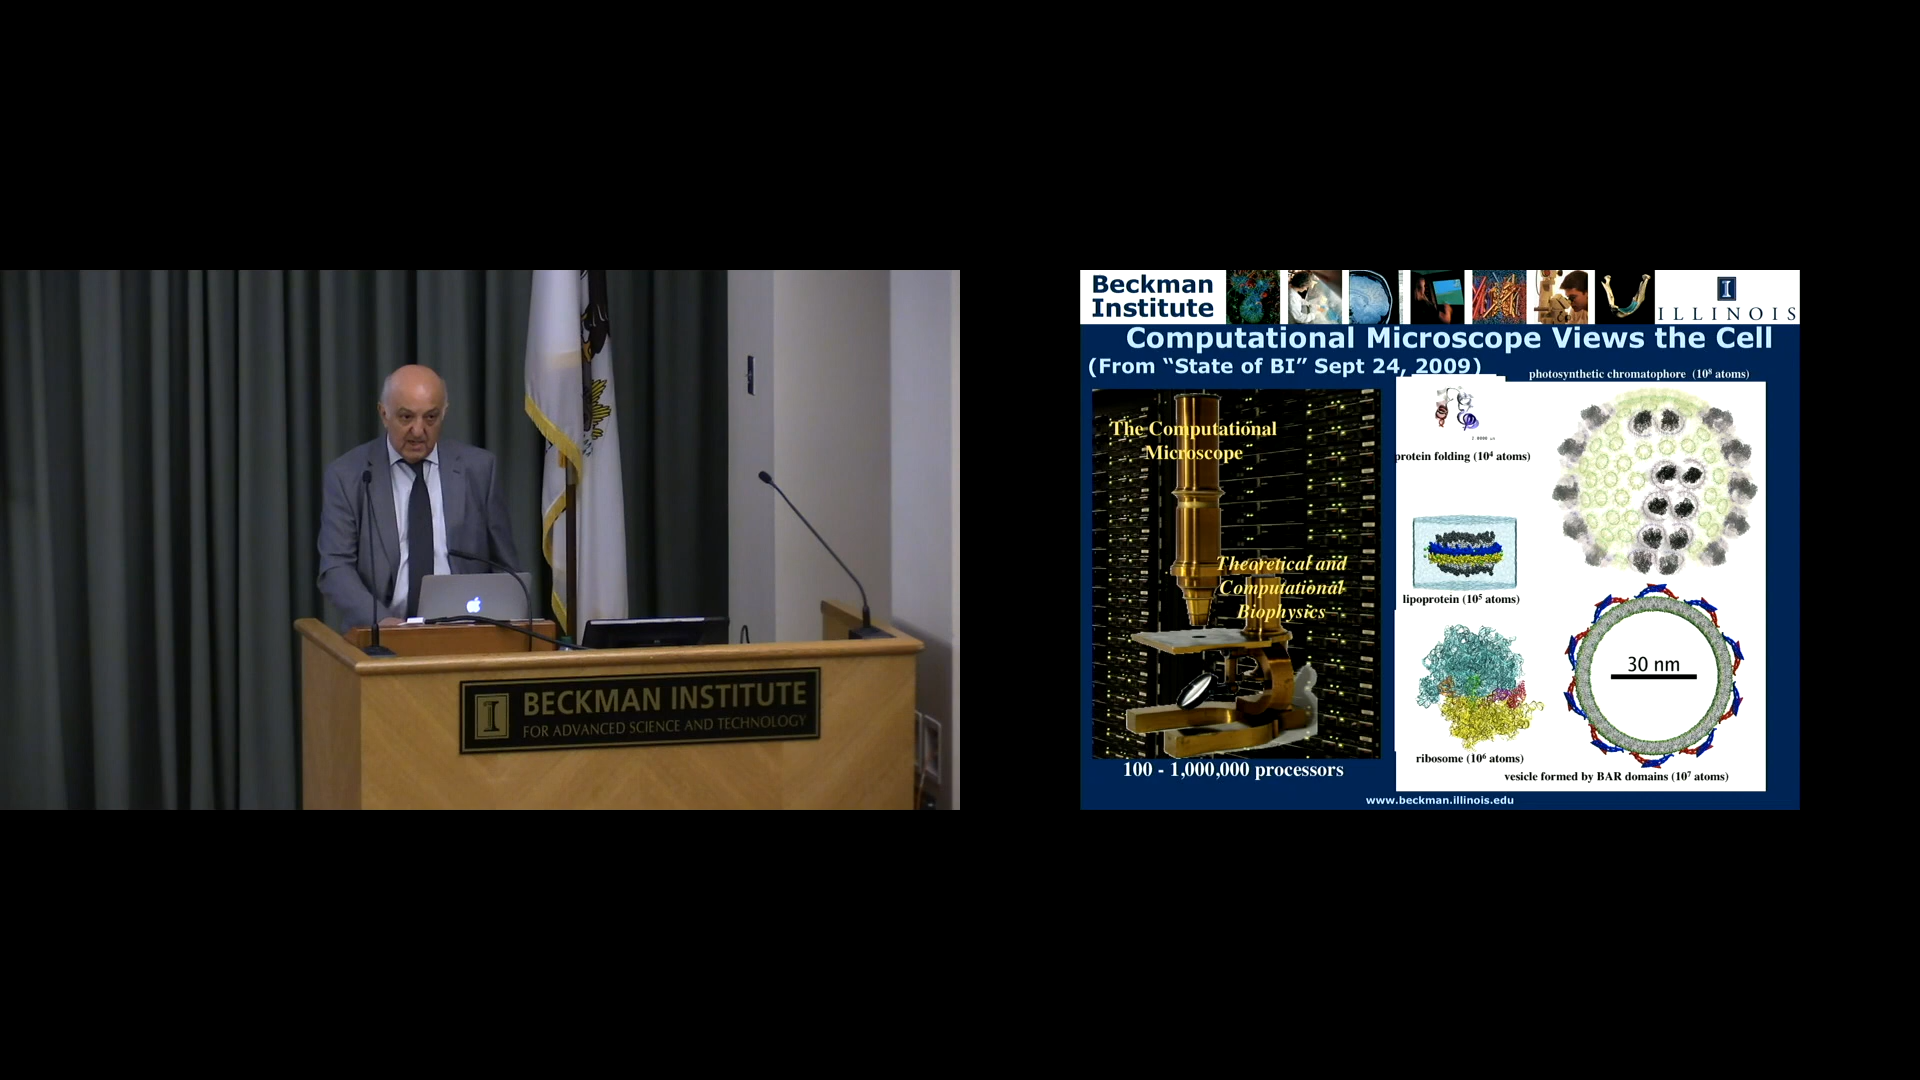 BECKMAN INSTITUTE
FOR ADVANCED SCIENCE AND TECHNOLOGY
Beckman
Institute
I
ILLINOIS
Computational Microscope Views the Cell
(From “State of BI” Sept 24, 2009)
The Computational
Microscope
Theoretical and
Computational
Biophysics
100 - 1,000,000 processors
protein folding (10⁴ atoms)
photosynthetic chromatophore (10⁸ atoms)
lipoprotein (10⁵ atoms)
ribosome (10⁶ atoms)
30 nm
vesicle formed by BAR domains (10⁷ atoms)
www.beckman.illinois.edu